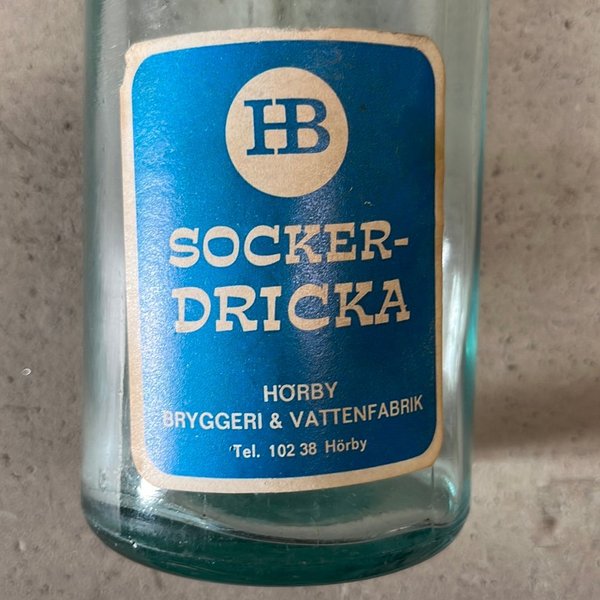 HB
SOCKER-
DRICKA
HÖRBY
BRYGGERI & VATTENFABRIK
Tel. 102 38 Hörby